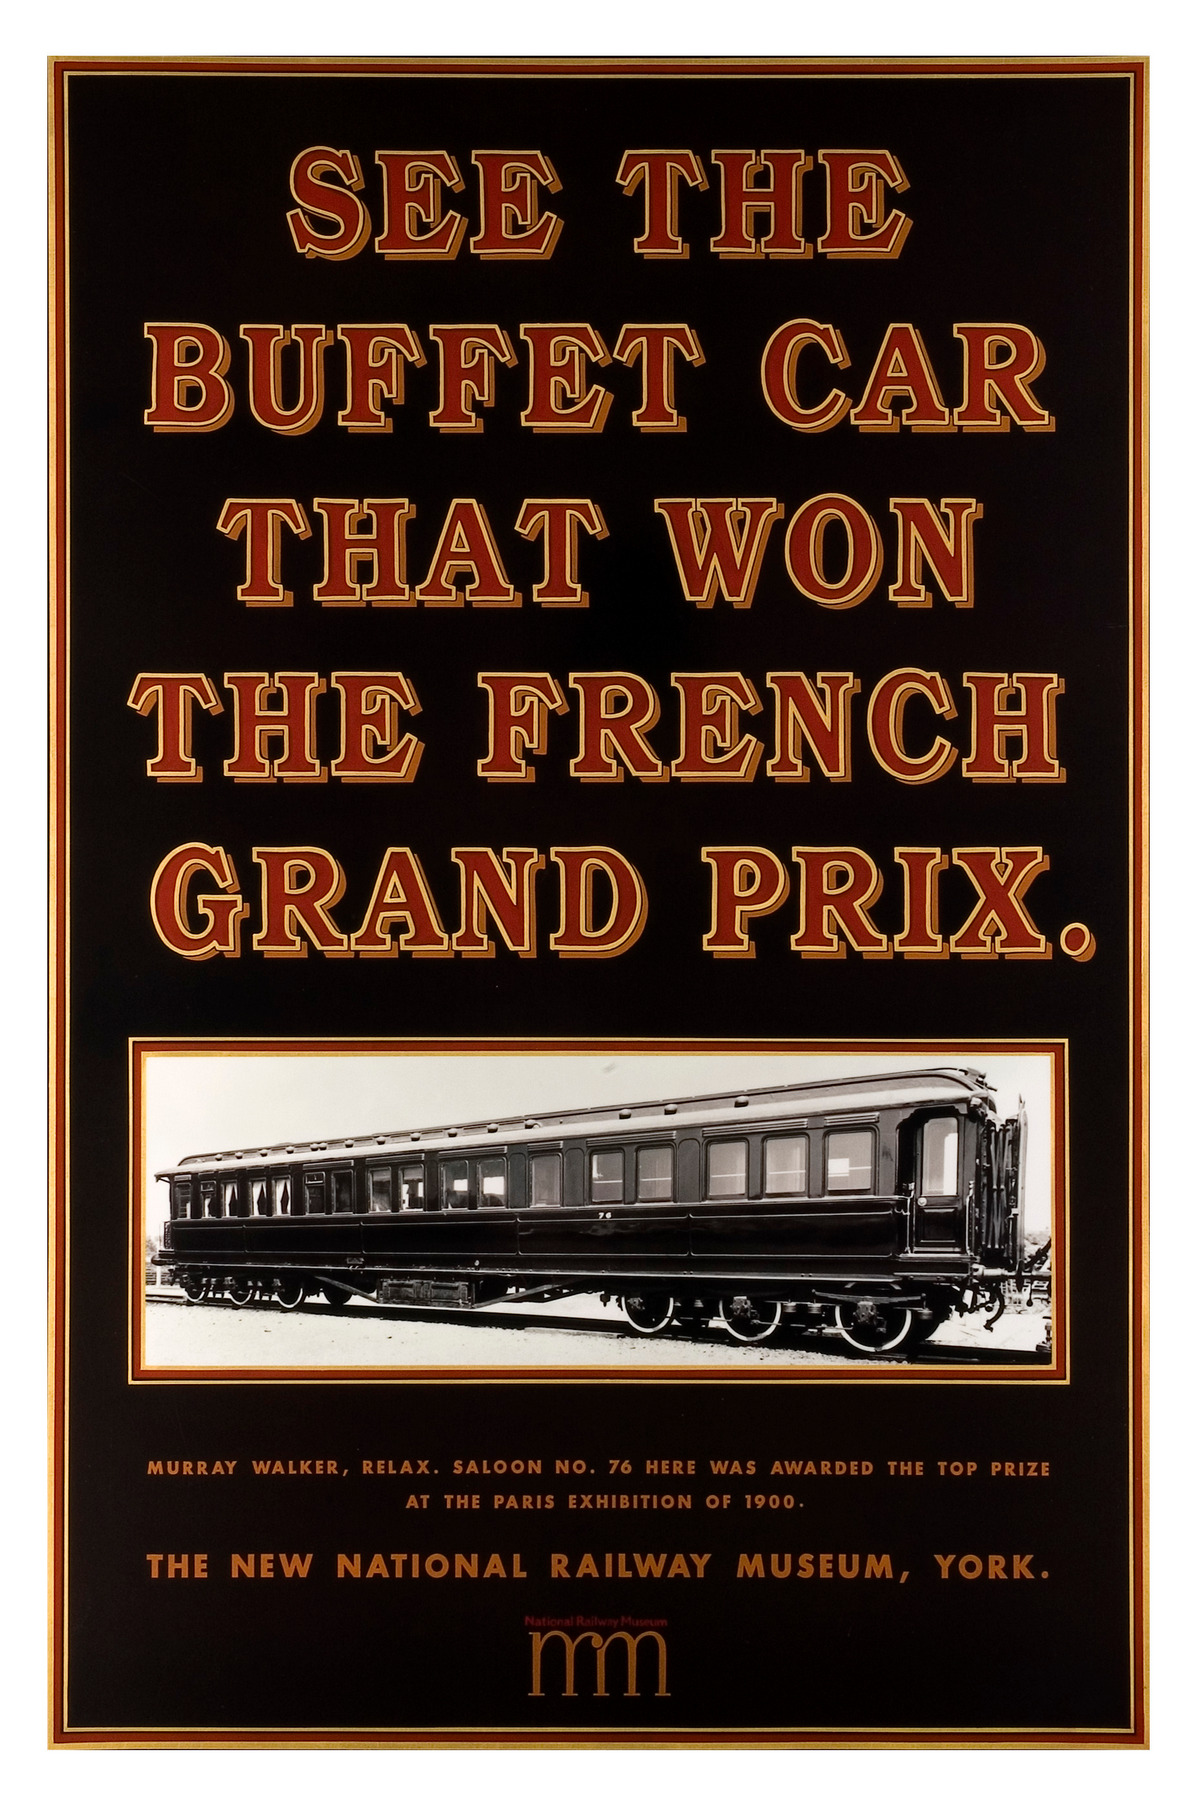 SEE THE
BUFFET CAR
THAT WON
THE FRENCH
GRAND PRIX.
76
MURRAY WALKER, RELAX. SALOON NO. 76 HERE WAS AWARDED THE TOP PRIZE
AT THE PARIS EXHIBITION OF 1900.
THE NEW NATIONAL RAILWAY MUSEUM, YORK.
National Railway Museum
nrm